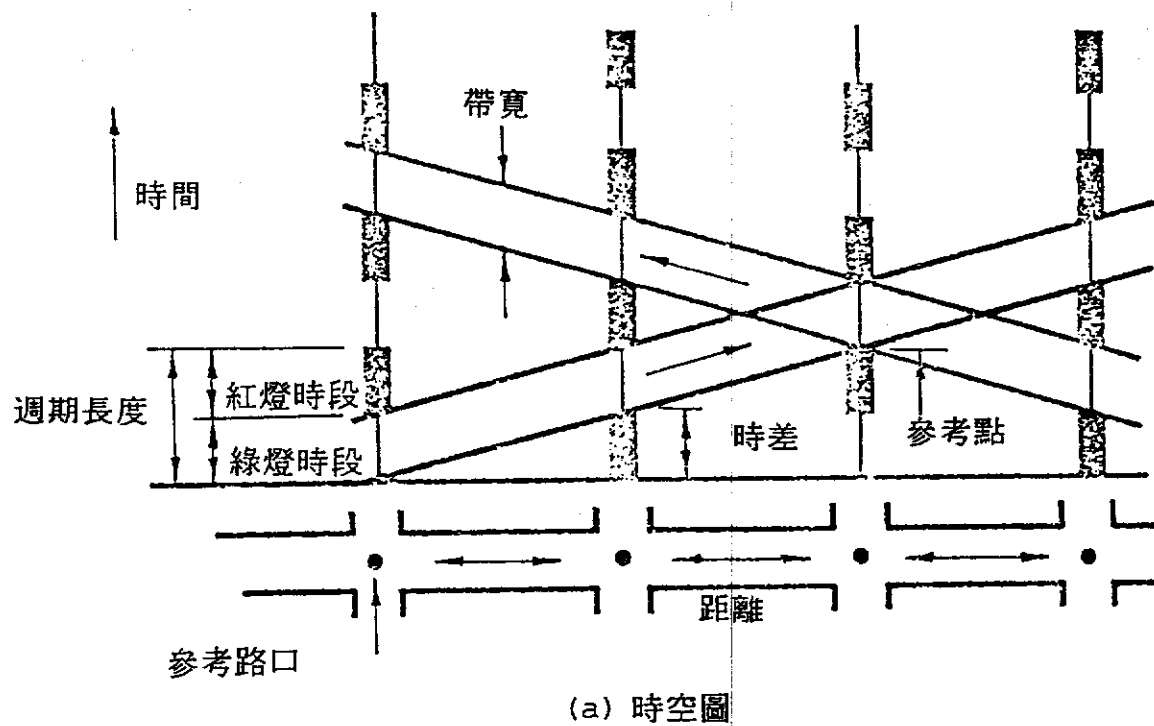 帶寬
時間
紅燈時段
週期長度
綠燈時段
時差
參考點
距離
參考路口
(a) 時空圖